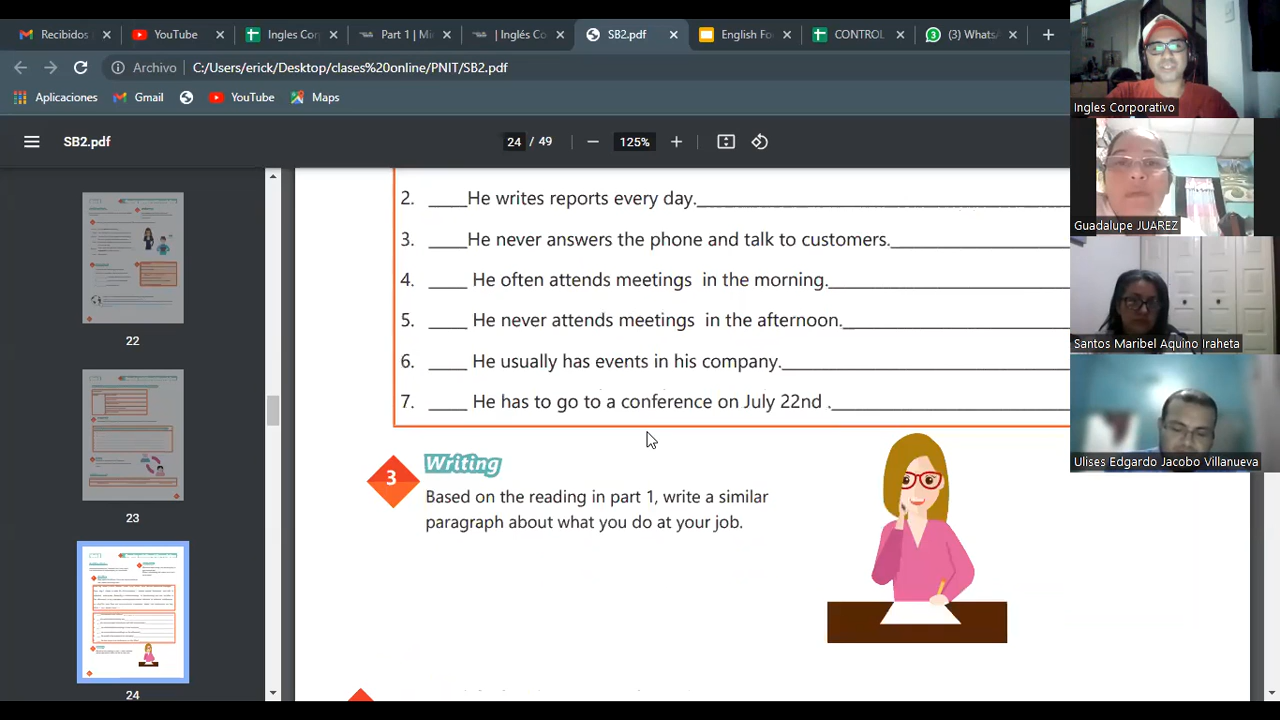 Recibidos
YouTube
Ingles Cor
Part 1 | M
| Inglés Co
SB2.pdf
English Fo
CONTROL
(3) Whats
Archivo
C:/Users/erick/Desktop/clases%20online/PNIT/SB2.pdf
Aplicaciones
Gmail
YouTube
Maps
SB2.pdf
24 / 49
125%
22
23
24
2. ____He writes reports every day.
3. ____He never answers the phone and talk to customers.
4. ____ He often attends meetings in the morning.
5. ____ He never attends meetings in the afternoon.
6. ____ He usually has events in his company.
7. ____ He has to go to a conference on July 22nd .
3
Writing
Based on the reading in part 1, write a similar
paragraph about what you do at your job.
Ingles Corporativo
Guadalupe JUAREZ
Santos Maribel Aquino Iraheta
Ulises Edgardo Jacobo Villanueva